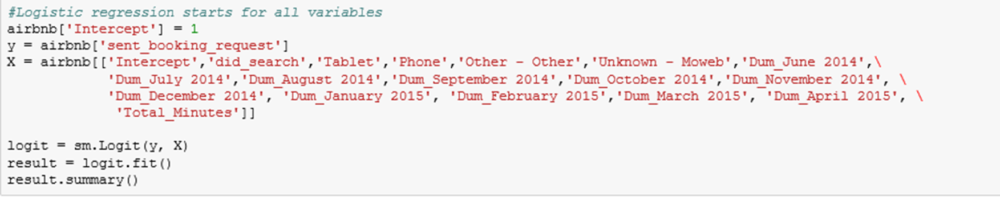 #Logistic regression starts for all variables
airbnb['Intercept'] = 1
y = airbnb['sent_booking_request']
X = airbnb[['Intercept','did_search','Tablet','Phone','Other - Other','Unknown - Moweb','Dum_June 2014',\
'Dum_July 2014','Dum_August 2014','Dum_September 2014','Dum_October 2014','Dum_November 2014', \
'Dum_December 2014', 'Dum_January 2015', 'Dum_February 2015','Dum_March 2015', 'Dum_April 2015', \
'Total_Minutes']]
logit = sm.Logit(y, X)
result = logit.fit()
result.summary()